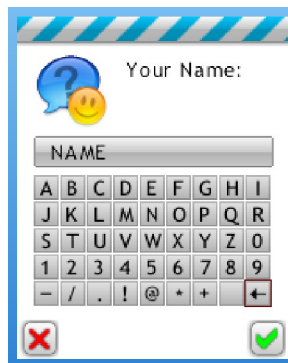 ?
Your Name:
NAME
A B C D E F G H I
J K L M N O P Q R
S T U V W X Y Z 0
1 2 3 4 5 6 7 8 9
– / . ! @ * + ←